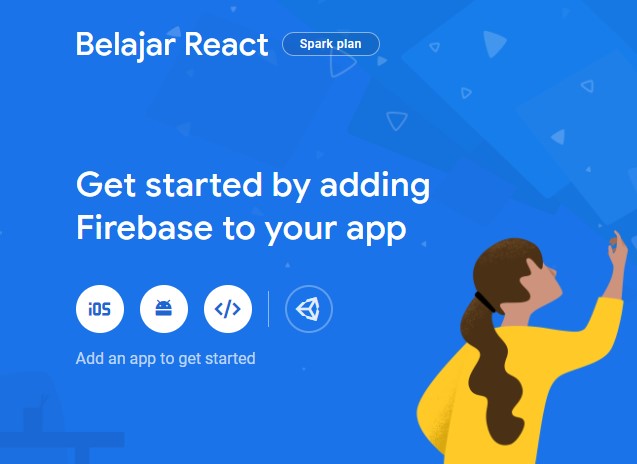 Belajar React Spark plan
Get started by adding
Firebase to your app
iOS </>
Add an app to get started